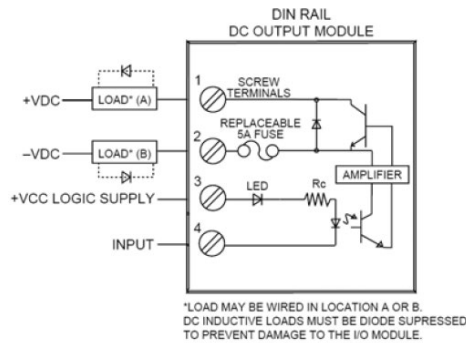 DIN RAIL
DC OUTPUT MODULE
1
SCREW
TERMINALS
+VDC
LOAD* (A)
REPLACEABLE
5A FUSE
2
–VDC
LOAD* (B)
AMPLIFIER
3
LED
Rc
+VCC LOGIC SUPPLY
4
INPUT
*LOAD MAY BE WIRED IN LOCATION A OR B.
DC INDUCTIVE LOADS MUST BE DIODE SUPRESSED
TO PREVENT DAMAGE TO THE I/O MODULE.